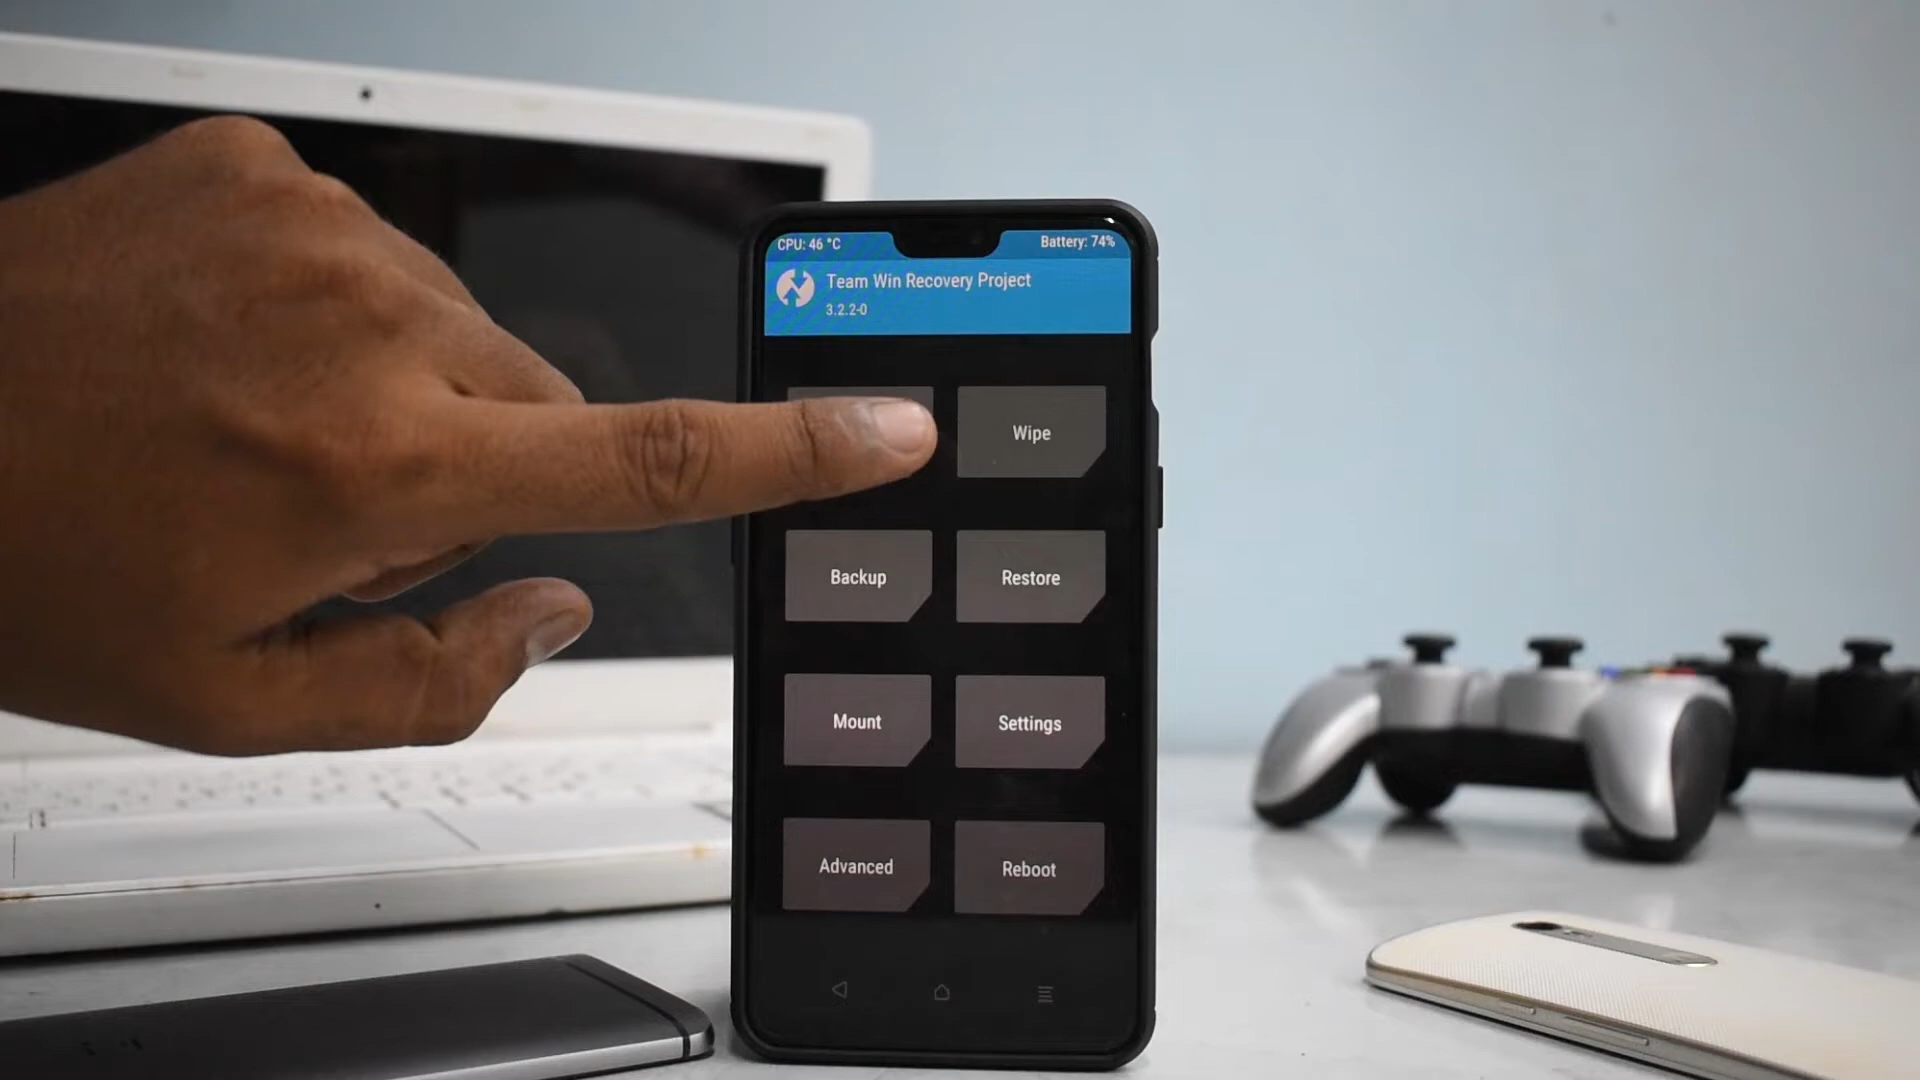 CPU: 46 °C
Battery: 74%
Team Win Recovery Project
3.2.2-0
Wipe
Backup
Restore
Mount
Settings
Advanced
Reboot